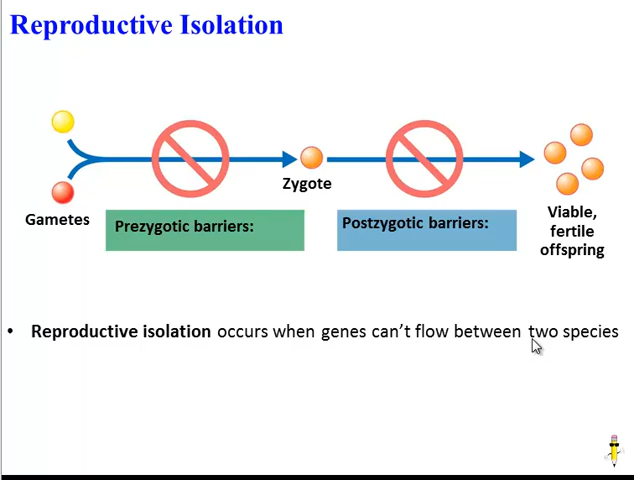 Reproductive Isolation
Zygote
Gametes
Prezygotic barriers:
Postzygotic barriers:
Viable,
fertile
offspring
• Reproductive isolation occurs when genes can’t flow between two species